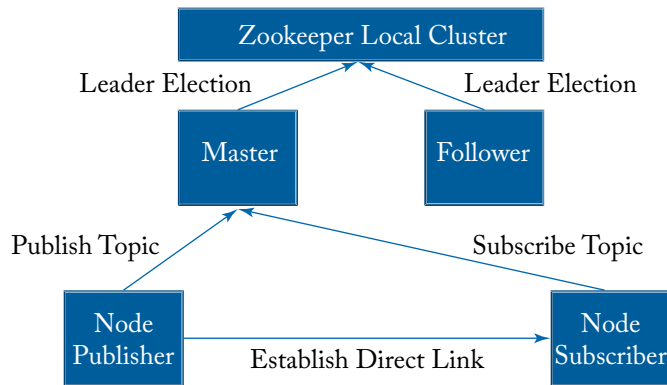 Zookeeper Local Cluster
Leader Election
Leader Election
Master
Follower
Publish Topic
Subscribe Topic
Node
Publisher
Node
Subscriber
Establish Direct Link